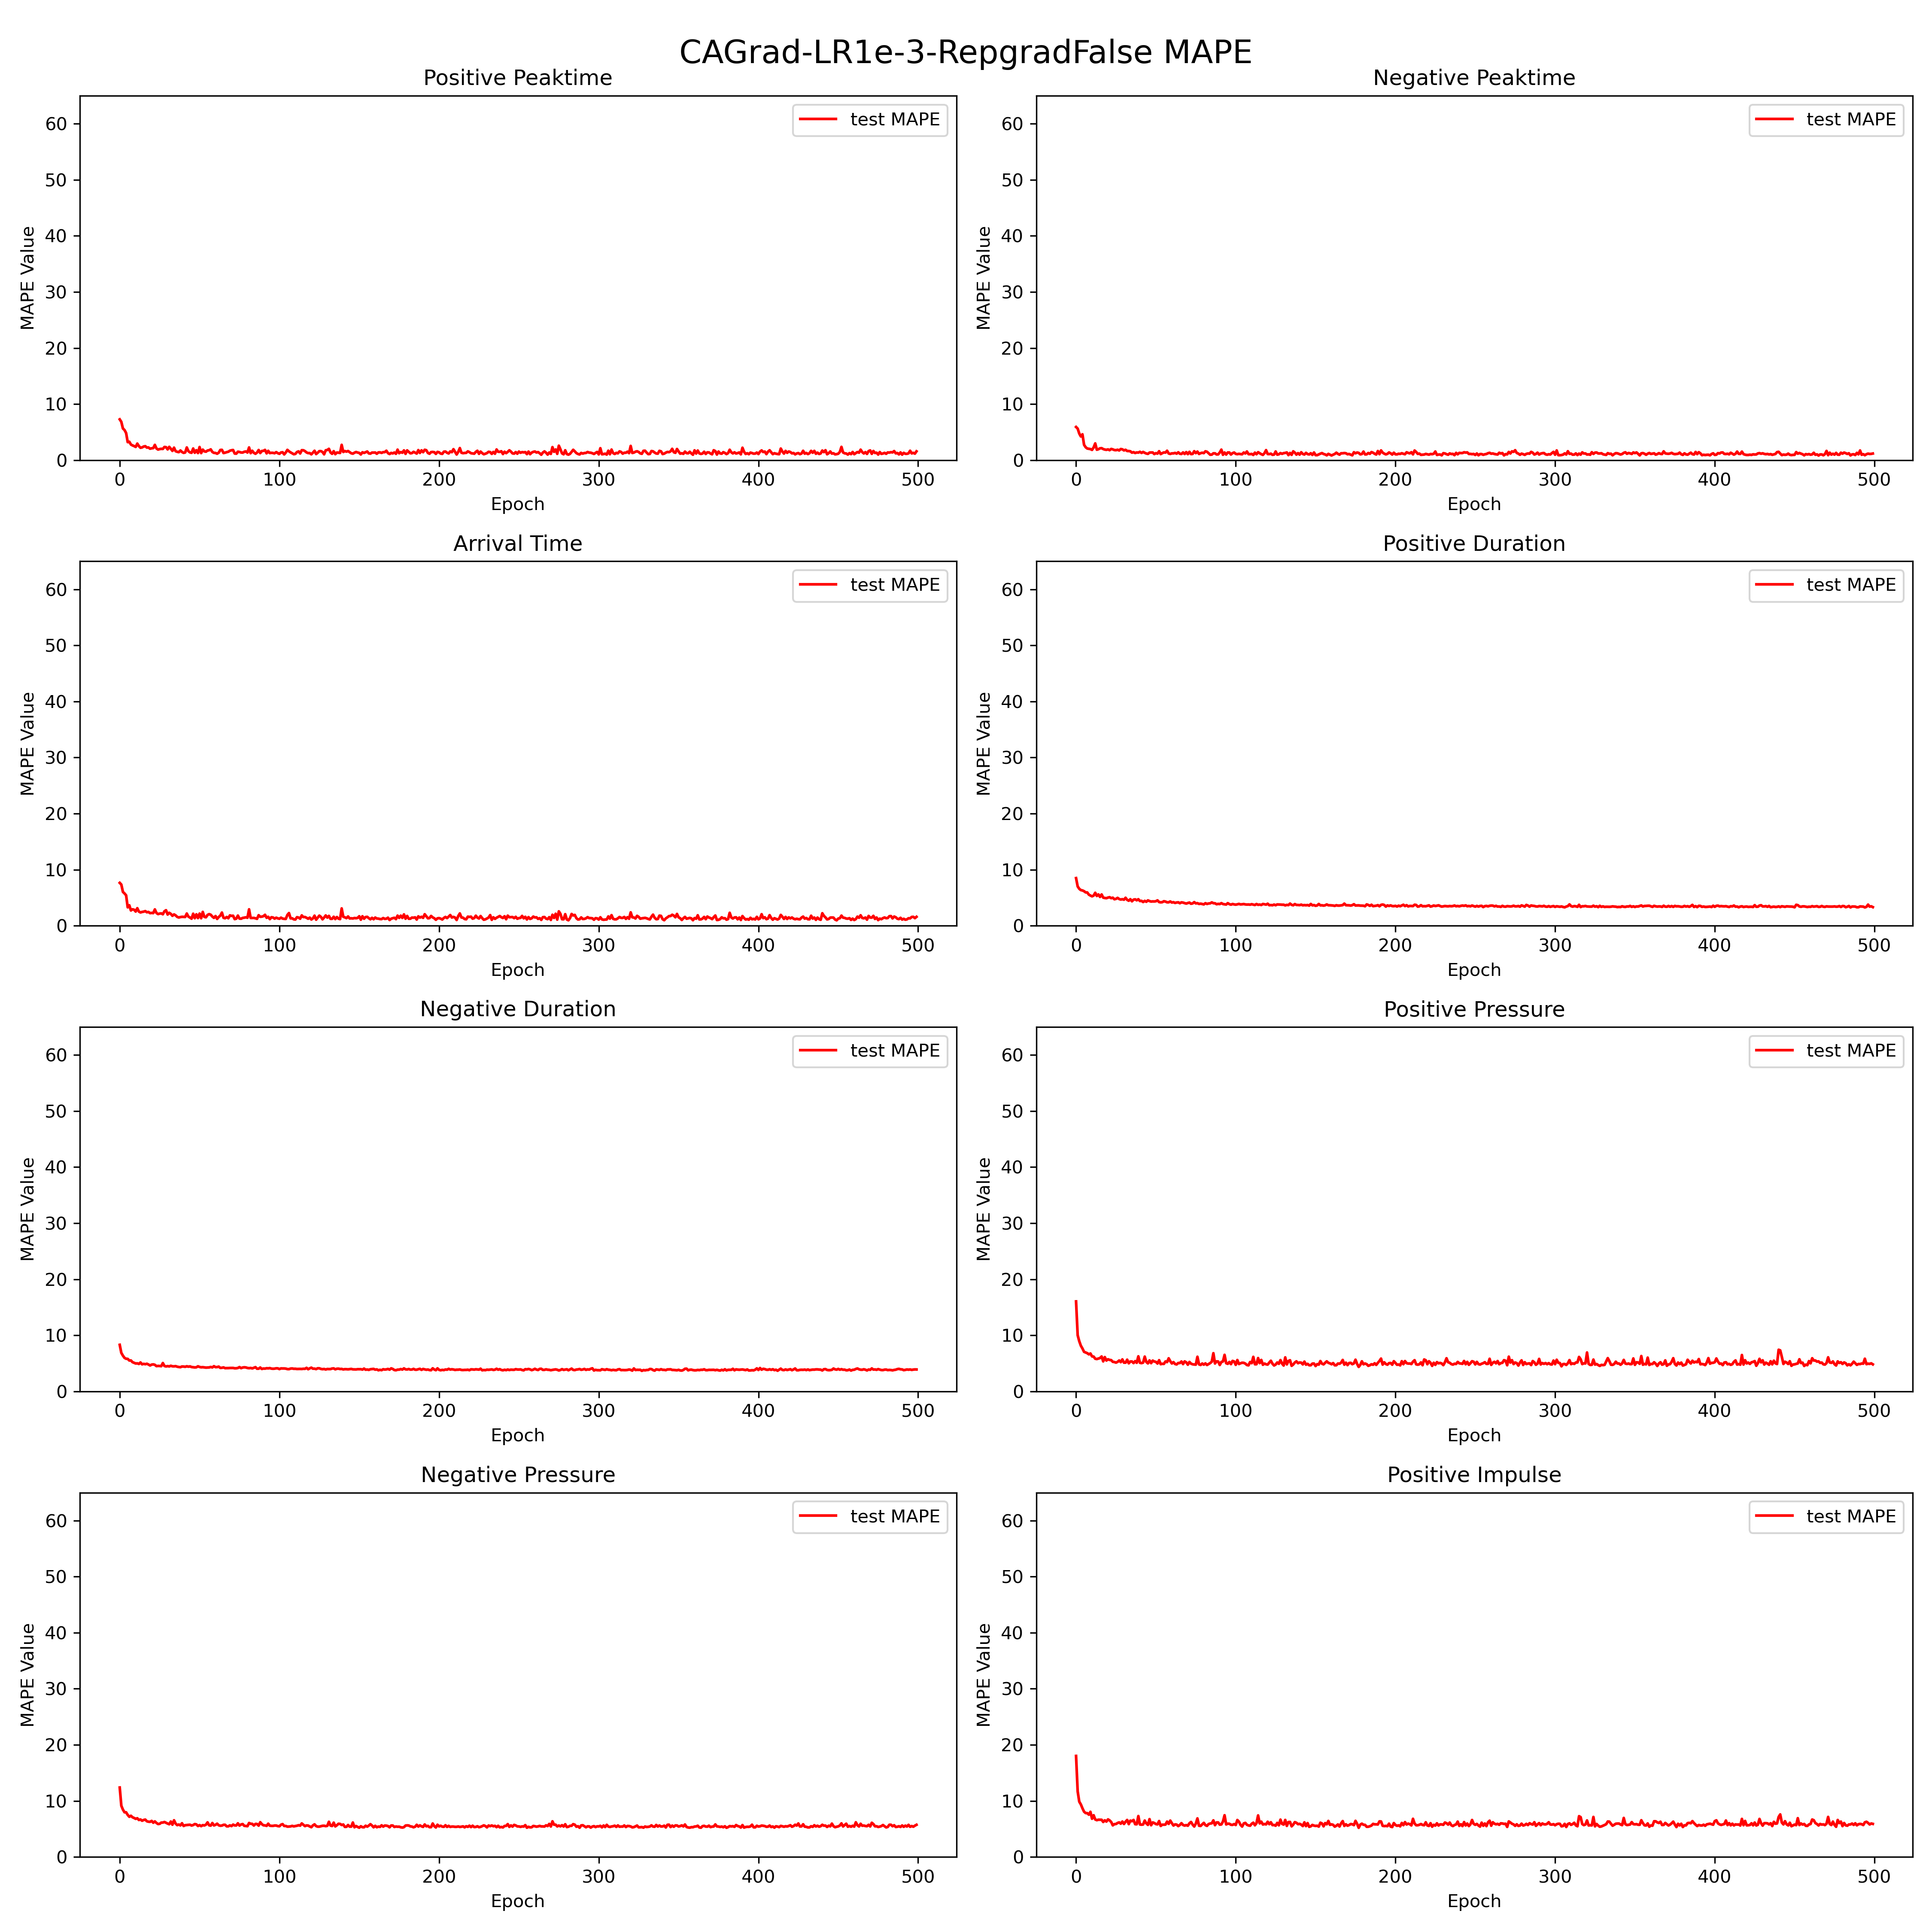 CAGrad-LR1e-3-RepgradFalse MAPE
Positive Peaktime
test MAPE
MAPE Value
60
50
40
30
20
10
0
0 100 200 300 400 500
Epoch
Negative Peaktime
test MAPE
MAPE Value
60
50
40
30
20
10
0
0 100 200 300 400 500
Epoch
Arrival Time
test MAPE
MAPE Value
60
50
40
30
20
10
0
0 100 200 300 400 500
Epoch
Positive Duration
test MAPE
MAPE Value
60
50
40
30
20
10
0
0 100 200 300 400 500
Epoch
Negative Duration
test MAPE
MAPE Value
60
50
40
30
20
10
0
0 100 200 300 400 500
Epoch
Positive Pressure
test MAPE
MAPE Value
60
50
40
30
20
10
0
0 100 200 300 400 500
Epoch
Negative Pressure
test MAPE
MAPE Value
60
50
40
30
20
10
0
0 100 200 300 400 500
Epoch
Positive Impulse
test MAPE
MAPE Value
60
50
40
30
20
10
0
0 100 200 300 400 500
Epoch